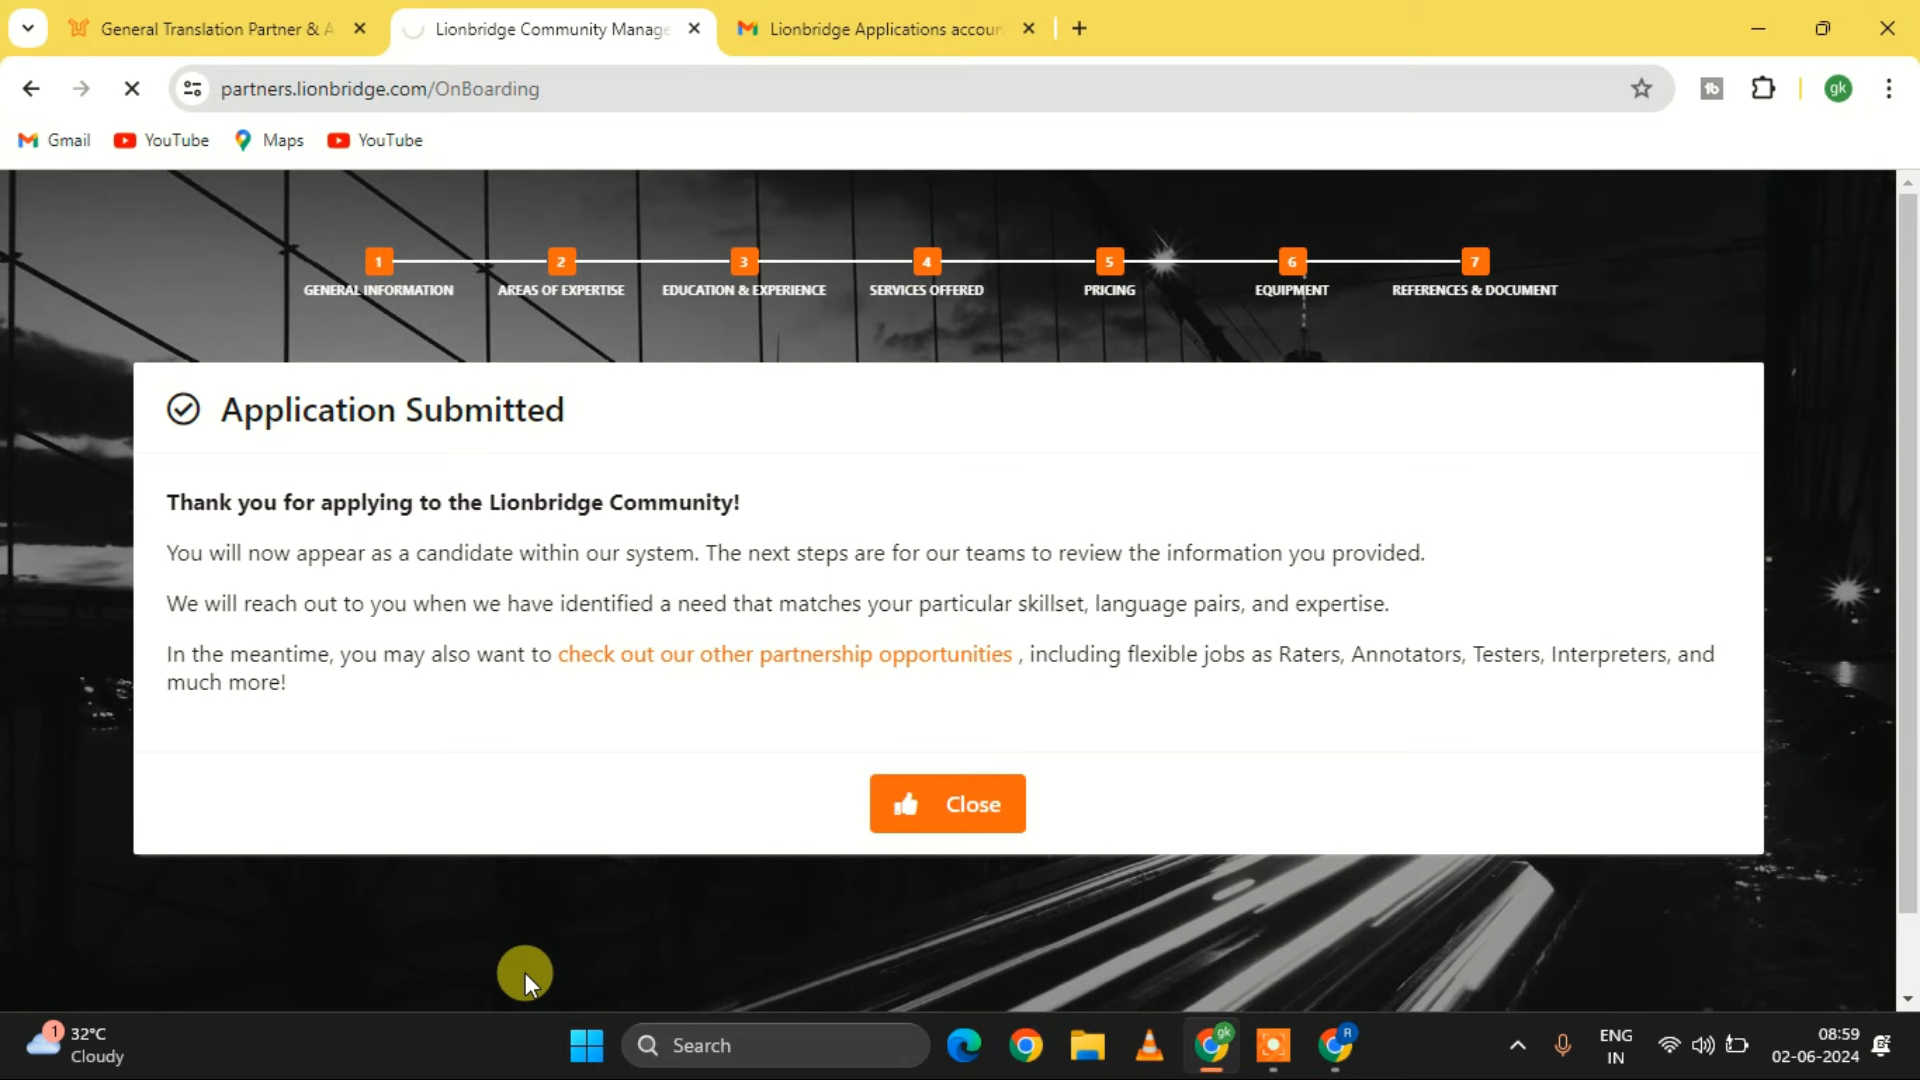 General Translation Partner & A
Lionbridge Community Manage
Lionbridge Applications accoun
partners.lionbridge.com/OnBoarding
gk
Gmail
YouTube
Maps
YouTube
1
2
3
4
5
6
7
GENERAL INFORMATION
AREAS OF EXPERTISE
EDUCATION & EXPERIENCE
SERVICES OFFERED
PRICING
EQUIPMENT
REFERENCES & DOCUMENT
Application Submitted
Thank you for applying to the Lionbridge Community!
You will now appear as a candidate within our system. The next steps are for our teams to review the information you provided.
We will reach out to you when we have identified a need that matches your particular skillset, language pairs, and expertise.
In the meantime, you may also want to check out our other partnership opportunities , including flexible jobs as Raters, Annotators, Testers, Interpreters, and
much more!
Close
1
32°C
Cloudy
Search
gk
R
ENG
IN
08:59
02-06-2024